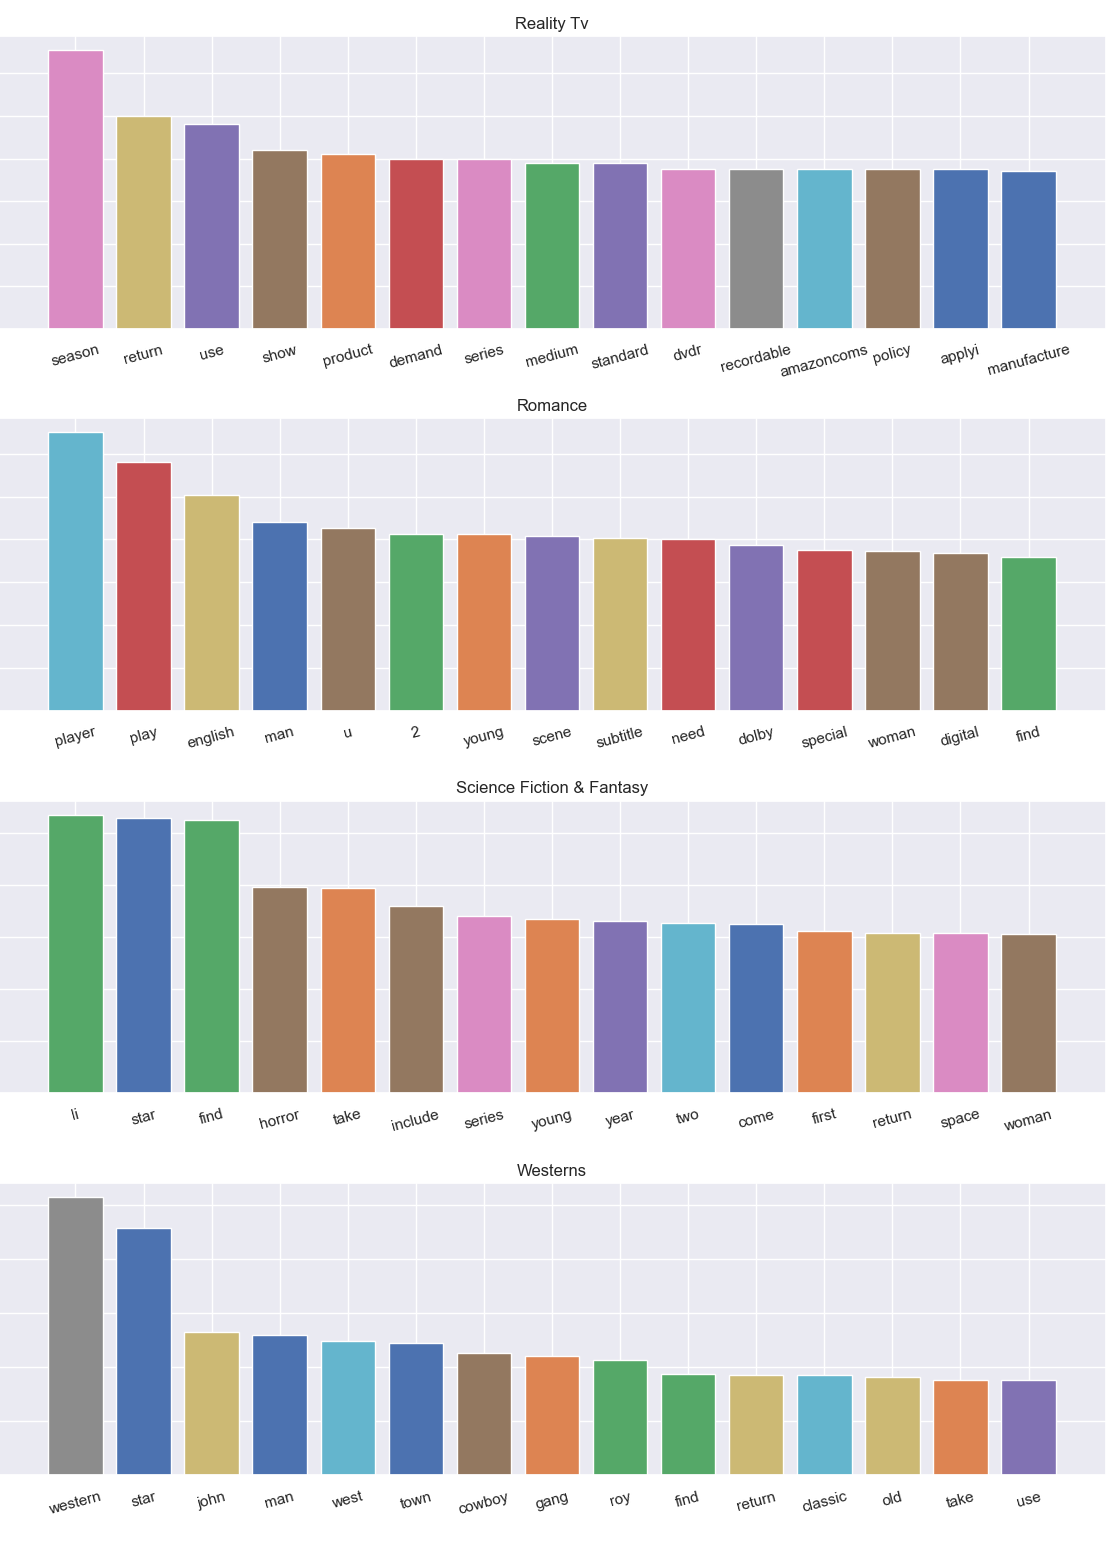 Reality Tv
season return use show product demand series medium standard dvdr recordable amazoncoms policy applyi manufacture
Romance
player play english man u 2 young scene subtitle need dolby special woman digital find
Science Fiction & Fantasy
li star find horror take include series young year two come first return space woman
Westerns
western star john man west town cowboy gang roy find return classic old take use